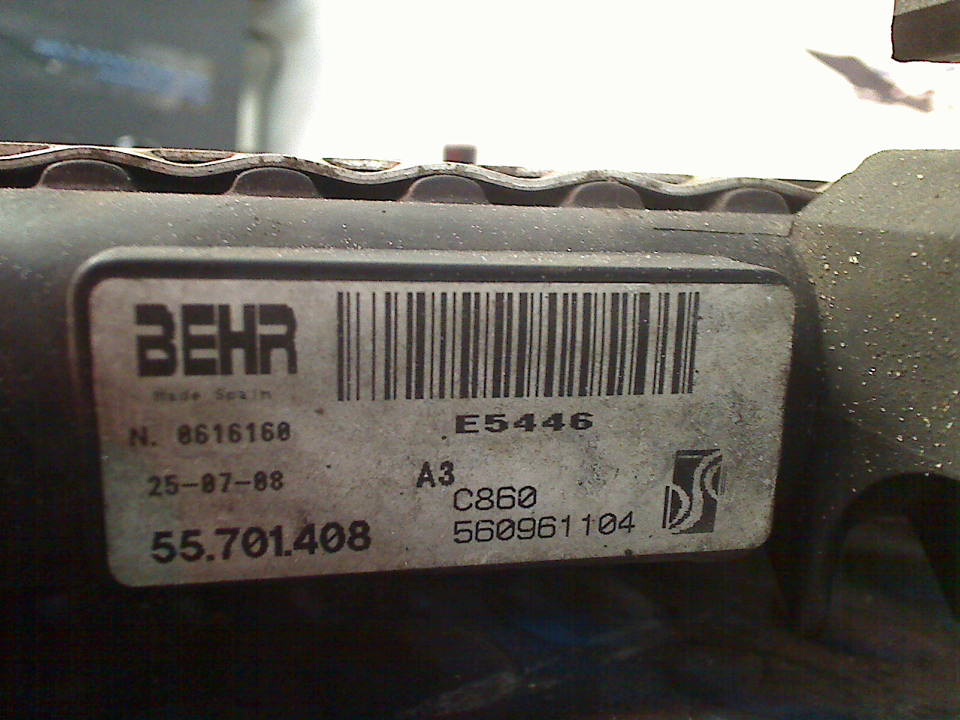 BEHR
Made Spain
N. 0616160
25-07-08
55.701.408
E5446
A3
C860
560961104